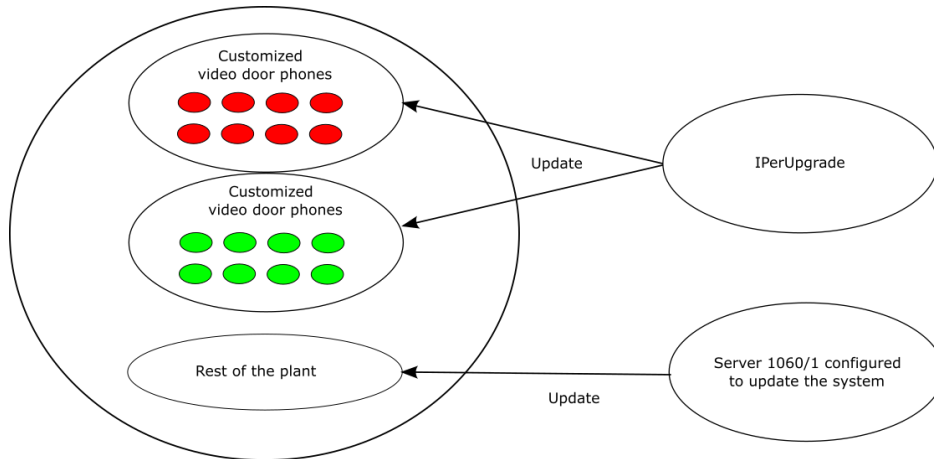 Customized
video door phones
Update
IPerUpgrade
Customized
video door phones
Rest of the plant
Update
Server 1060/1 configured
to update the system